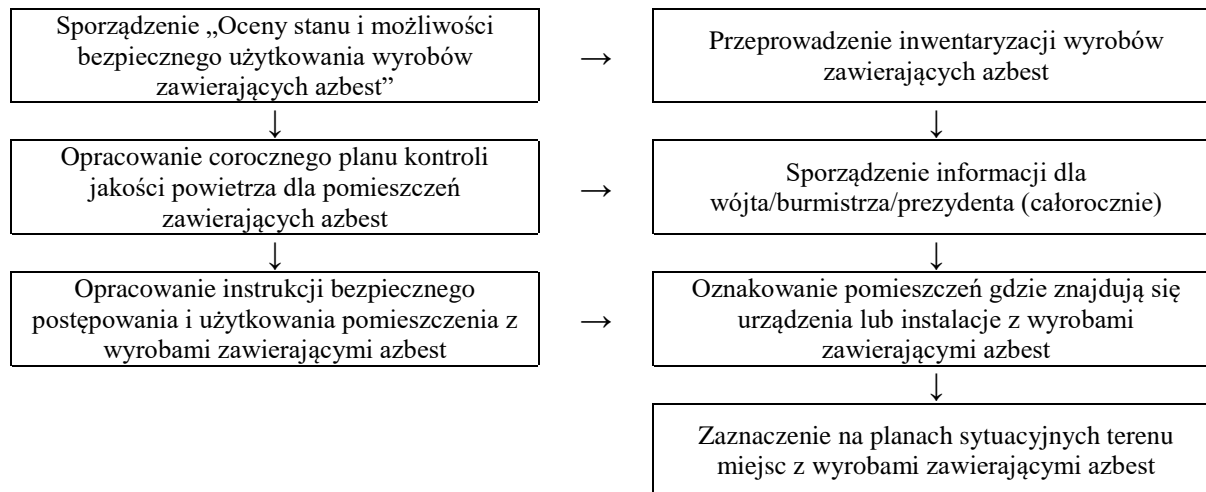 Sporządzenie „Oceny stanu i możliwości
bezpiecznego użytkowania wyrobów
zawierających azbest”
→
Przeprowadzenie inwentaryzacji wyrobów
zawierających azbest
↓
↓
Opracowanie corocznego planu kontroli
jakości powietrza dla pomieszczeń
zawierających azbest
→
Sporządzenie informacji dla
wójta/burmistrza/prezydenta (całorocznie)
↓
↓
Opracowanie instrukcji bezpiecznego
postępowania i użytkowania pomieszczenia z
wyrobami zawierającymi azbest
→
Oznakowanie pomieszczeń gdzie znajdują się
urządzenia lub instalacje z wyrobami
zawierającymi azbest
↓
Zaznaczenie na planach sytuacyjnych terenu
miejsc z wyrobami zawierającymi azbest